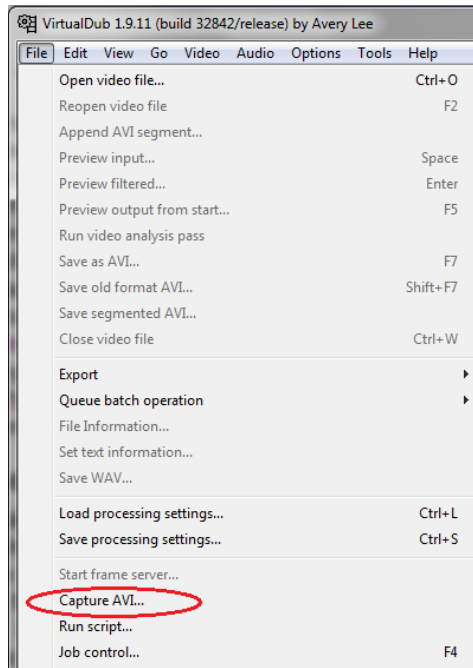 VirtualDub 1.9.11 (build 32842/release) by Avery Lee
File Edit View Go Video Audio Options Tools Help
Open video file... Ctrl+O
Reopen video file F2
Append AVI segment...
Preview input... Space
Preview filtered... Enter
Preview output from start... F5
Run video analysis pass
Save as AVI... F7
Save old format AVI... Shift+F7
Save segmented AVI...
Close video file Ctrl+W
Export
Queue batch operation
File Information...
Set text information...
Save WAV...
Load processing settings... Ctrl+L
Save processing settings... Ctrl+S
Start frame server...
Capture AVI...
Run script...
Job control... F4